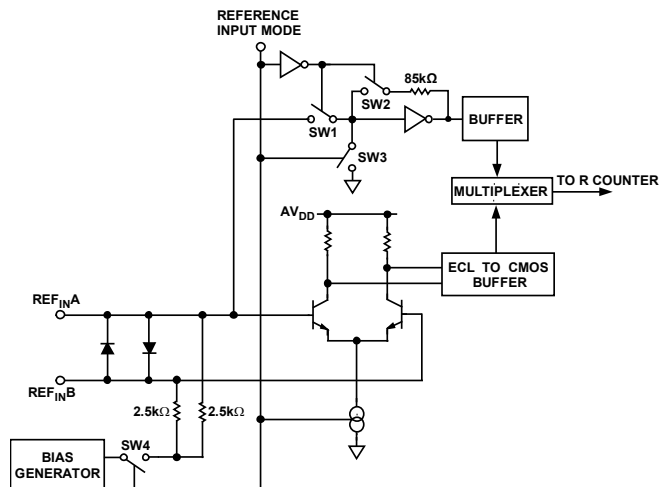 REFERENCE
INPUT MODE
85kΩ
SW2
SW1
BUFFER
SW3
MULTIPLEXER
TO R COUNTER
AVDD
ECL TO CMOS
BUFFER
REFINA
REFINB
2.5kΩ
2.5kΩ
SW4
BIAS
GENERATOR